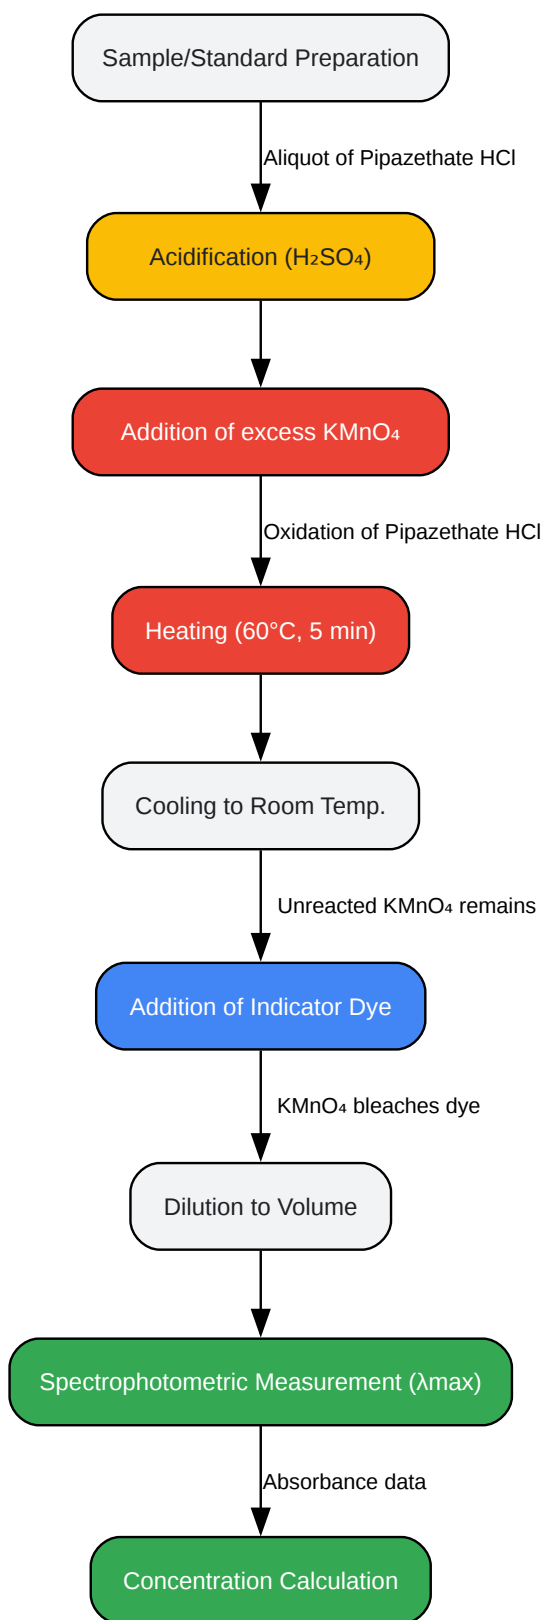 Sample/Standard Preparation
Aliquot of Pipazethate HCl
Acidification (H₂SO₄)
Addition of excess KMnO₄
Oxidation of Pipazethate HCl
Heating (60°C, 5 min)
Cooling to Room Temp.
Unreacted KMnO₄ remains
Addition of Indicator Dye
KMnO₄ bleaches dye
Dilution to Volume
Spectrophotometric Measurement (λmax)
Absorbance data
Concentration Calculation